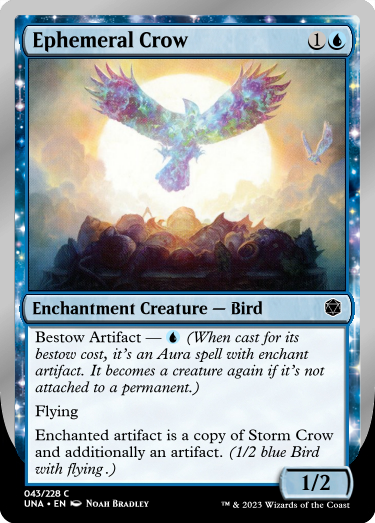 Ephemeral Crow 1
Enchantment Creature — Bird
Bestow Artifact — (When cast for its
bestow cost, it's an Aura spell with enchant
artifact. It becomes a creature again if it's not
attached to a permanent.)
Flying
Enchanted artifact is a copy of Storm Crow
and additionally an artifact. (1/2 blue Bird
with flying.)
1/2
043/228 C
UNA • EN Noah Bradley
™ & 2023 Wizards of the Coast